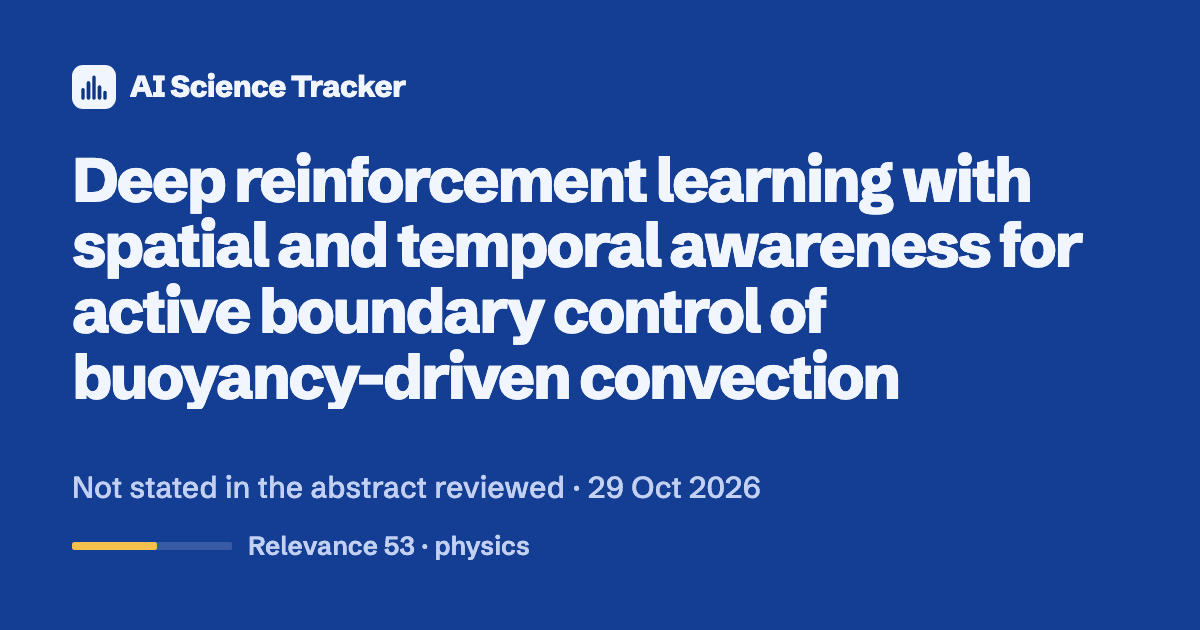 AI Science Tracker
Deep reinforcement learning with
spatial and temporal awareness for
active boundary control of
buoyancy-driven convection
Not stated in the abstract reviewed · 29 Oct 2026
Relevance 53 · physics